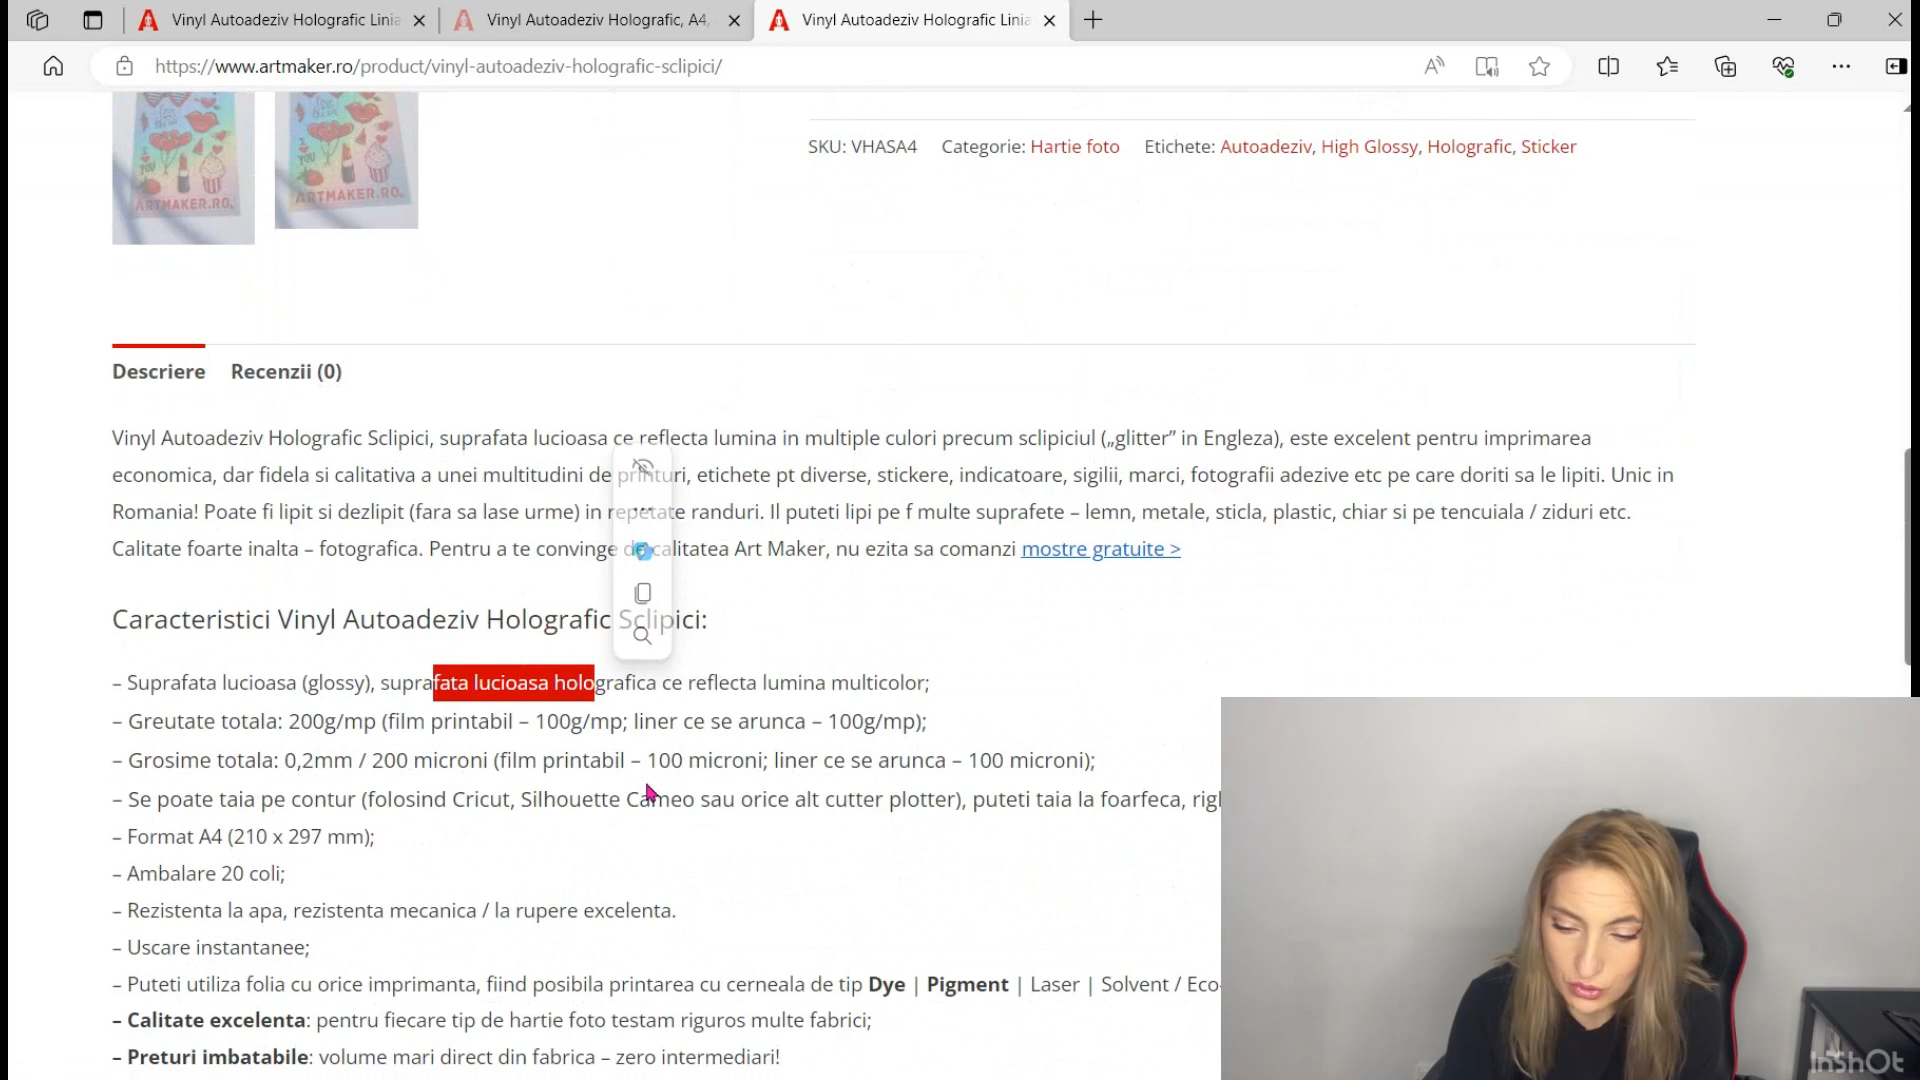 Vinyl Autoadeziv Holografic Linia
Vinyl Autoadeziv Holografic, A4,
Vinyl Autoadeziv Holografic Linia
https://www.artmaker.ro/product/vinyl-autoadeziv-holografic-sclipici/
I love
I YOU
ARTMAKER.RO
I YOU
ARTMAKER.RO
SKU: VHASA4 Categorie: Hartie foto Etichete: Autoadeziv, High Glossy, Holografic, Sticker
Descriere Recenzii (0)
Vinyl Autoadeziv Holografic Sclipici, suprafata lucioasa ce reflecta lumina in multiple culori precum sclipiciul („glitter” in Engleza), este excelent pentru imprimarea
economica, dar fidela si calitativa a unei multitudini de printuri, etichete pt diverse, stickere, indicatoare, sigilii, marci, fotografii adezive etc pe care doriti sa le lipiti. Unic in
Romania! Poate fi lipit si dezlipit (fara sa lase urme) in repetate randuri. Il puteti lipi pe f multe suprafete – lemn, metale, sticla, plastic, chiar si pe tencuiala / ziduri etc.
Calitate foarte inalta – fotografica. Pentru a te convinge de calitatea Art Maker, nu ezita sa comanzi mostre gratuite >
Caracteristici Vinyl Autoadeziv Holografic Sclipici:
– Suprafata lucioasa (glossy), suprafata lucioasa holografica ce reflecta lumina multicolor;
– Greutate totala: 200g/mp (film printabil – 100g/mp; liner ce se arunca – 100g/mp);
– Grosime totala: 0,2mm / 200 microni (film printabil – 100 microni; liner ce se arunca – 100 microni);
– Se poate taia pe contur (folosind Cricut, Silhouette Cameo sau orice alt cutter plotter), puteti taia la foarfeca, rigl
– Format A4 (210 x 297 mm);
– Ambalare 20 coli;
– Rezistenta la apa, rezistenta mecanica / la rupere excelenta.
– Uscare instantanee;
– Puteti utiliza folia cu orice imprimanta, fiind posibila printarea cu cerneala de tip Dye | Pigment | Laser | Solvent / Eco-
– Calitate excelenta: pentru fiecare tip de hartie foto testam riguros multe fabrici;
– Preturi imbatabile: volume mari direct din fabrica – zero intermediari!
InShOt